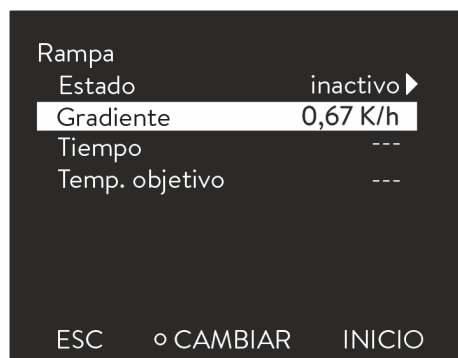 Rampa
Estado inactivo
Gradiente 0,67 K/h
Tiempo ---
Temp. objetivo ---
ESC CAMBIAR INICIO